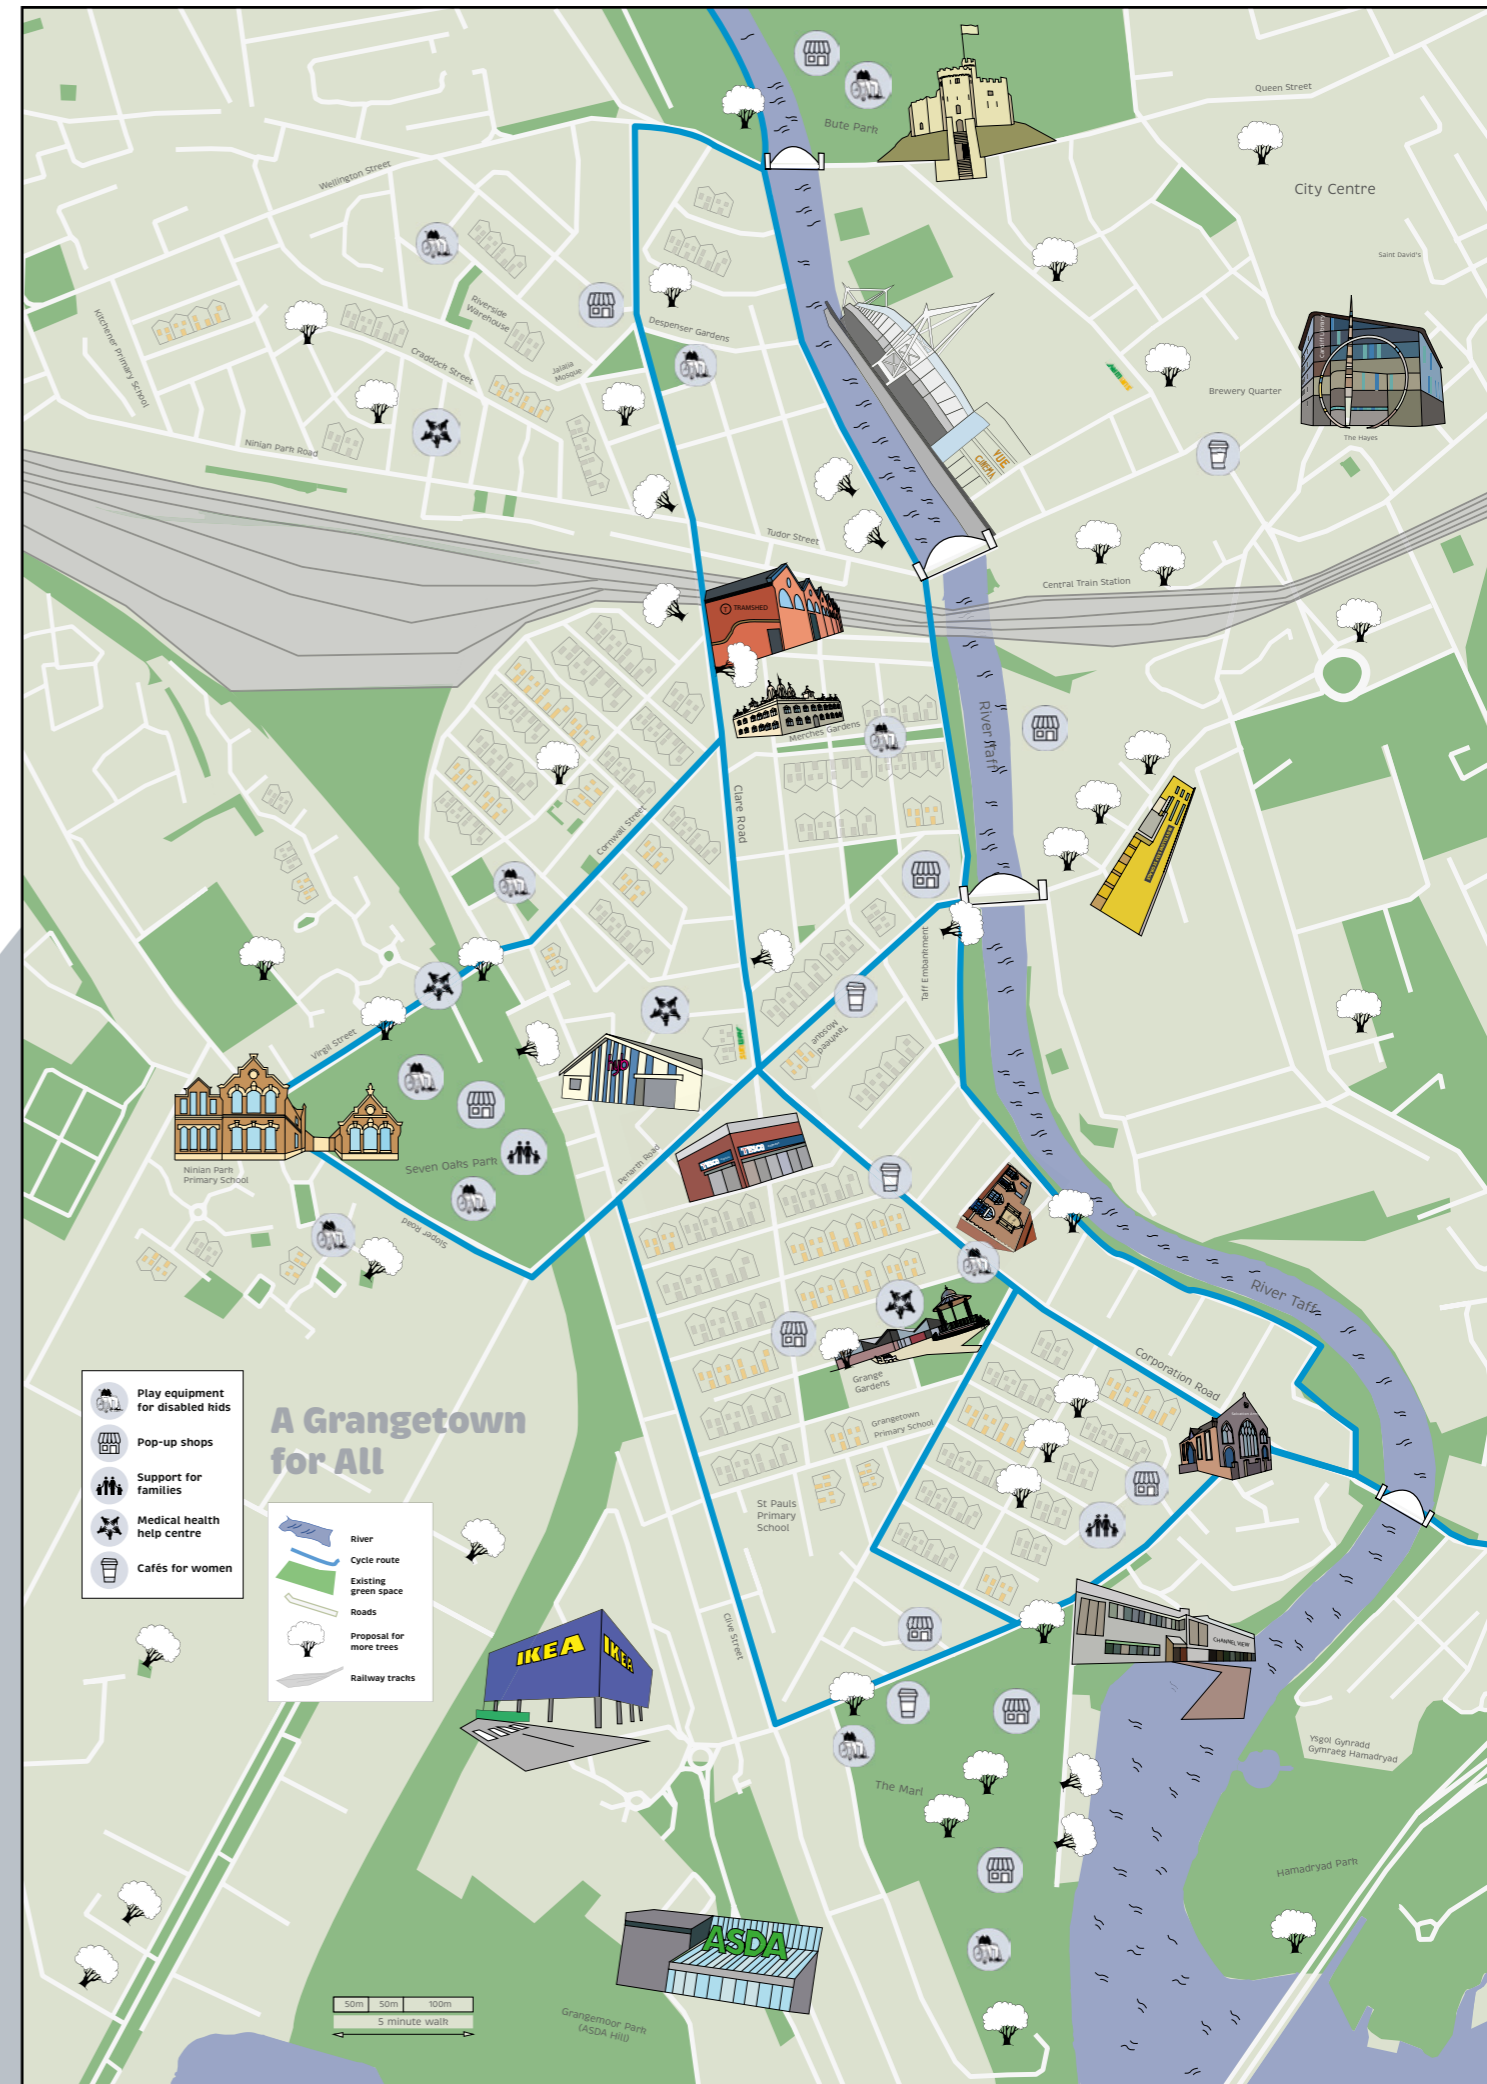 Queen Street
Bute Park
City Centre
Wellington Street
Saint David's
Riverside
Warehouse
Kitchener Primary School
Despenser Gardens
Craddock Street
Jalalia
Mosque
Brewery Quarter
The Hayes
Ninian Park Road
VUE
CINEMA
Tudor Street
Central Train Station
T TRAMSHED
River Taff
Merches Gardens
Clare Road
Cornwall Street
Taff Embankment
Tawheed
Mosque
Virgil Street
hyb
Penarth Road
TESCO
TESCO
Seven Oaks Park
Ninian Park
Primary School
Sloper Road
River Taff
Corporation Road
Grange
Gardens
Grangetown
Primary School
Play equipment
for disabled kids
Pop-up shops
Support for
families
Medical health
help centre
Cafés for women
A Grangetown
for All
River
Cycle route
Existing
green space
Roads
Proposal for
more trees
Railway tracks
St Pauls
Primary
School
IKEA
IKEA
Clive Street
CHANNEL VIEW
Ysgol Gynradd
Gymraeg Hamadryad
The Marl
Hamadryad Park
ASDA
50m
50m
100m
5 minute walk
Grangemoor Park
(ASDA Hill)